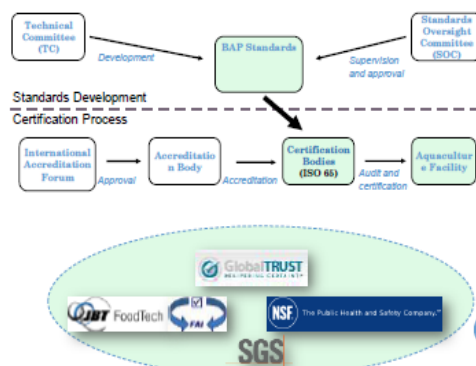 Technical
Committee
(TC)
Development
BAP Standards
Standards
Oversight
Committee
(SOC)
Supervision
and approval
Standards Development
Certification Process
International
Accreditation
Forum
Approval
Accreditatio
n Body
Accreditation
Certification
Bodies
(ISO 65)
Audit and
certification
Aquacultur
e Facility
GlobalTRUST
JBT FoodTech
FAI
NSF The Public Health and Safety Company.™
SGS